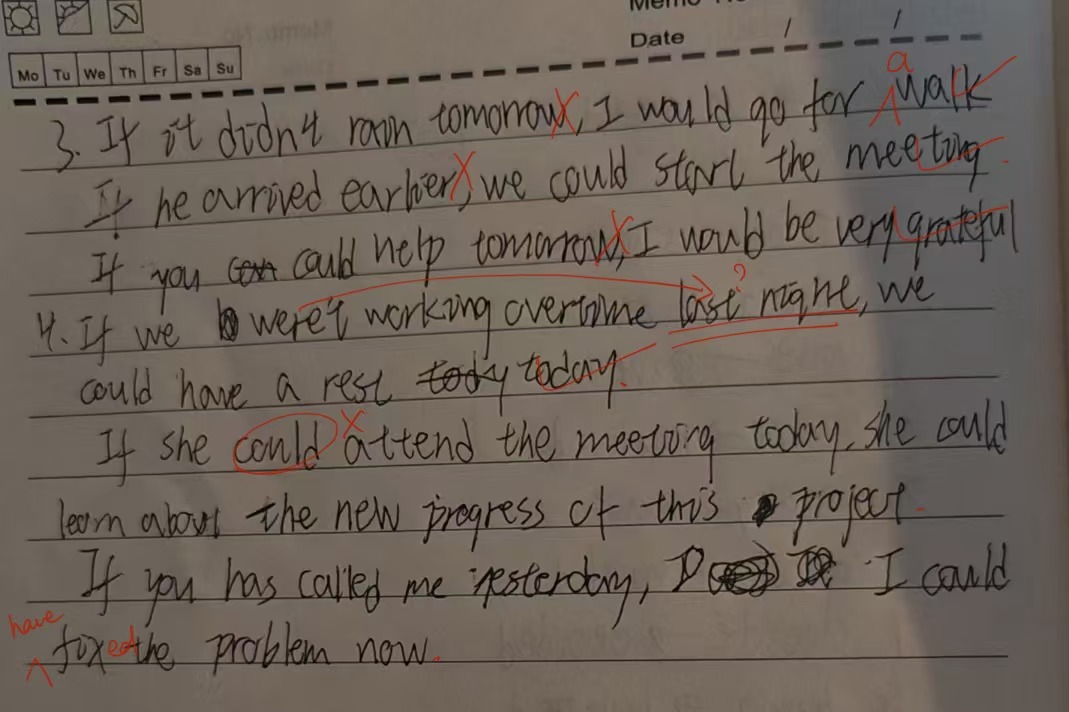 Date / /
Mo Tu We Th Fr Sa Su
a
3. If it didn't rain tomorrow, I would go for walk
If he arrived earlier, we could start the meeting.
If you could help tomorrow, I would be very grateful
?
4. If we were't working overtime last night, we
could have a rest today.
If she could attend the meeting today, she could
learn about the new progress of this project.
If you has called me yesterday, I could
have
fixed the problem now.